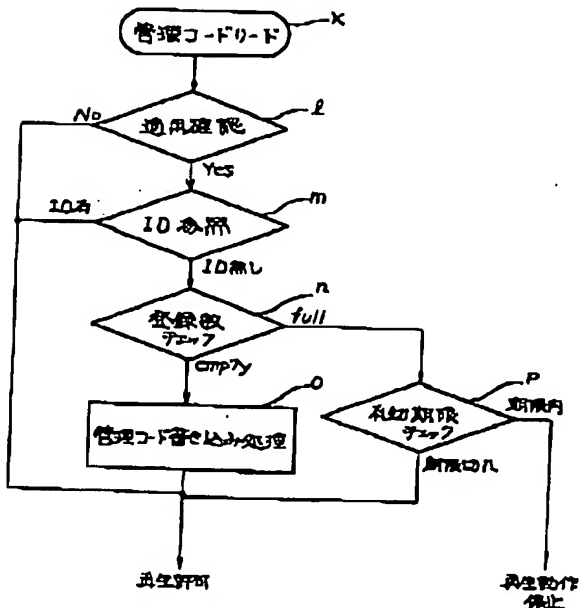 管理コードリード
k
l
No
適用確認
Yes
m
ID有
ID参照
ID無し
n
登録数
チェック
full
empty
o
P
管理コード書き込み処理
有効期限
チェック
期限内
期限切れ
再生許可
再生動作
停止